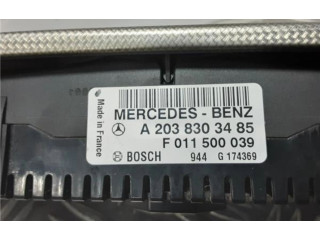 Made in France
MERCEDES - BENZ
A 203 830 34 85
F 011 500 039
BOSCH 944 G 174369